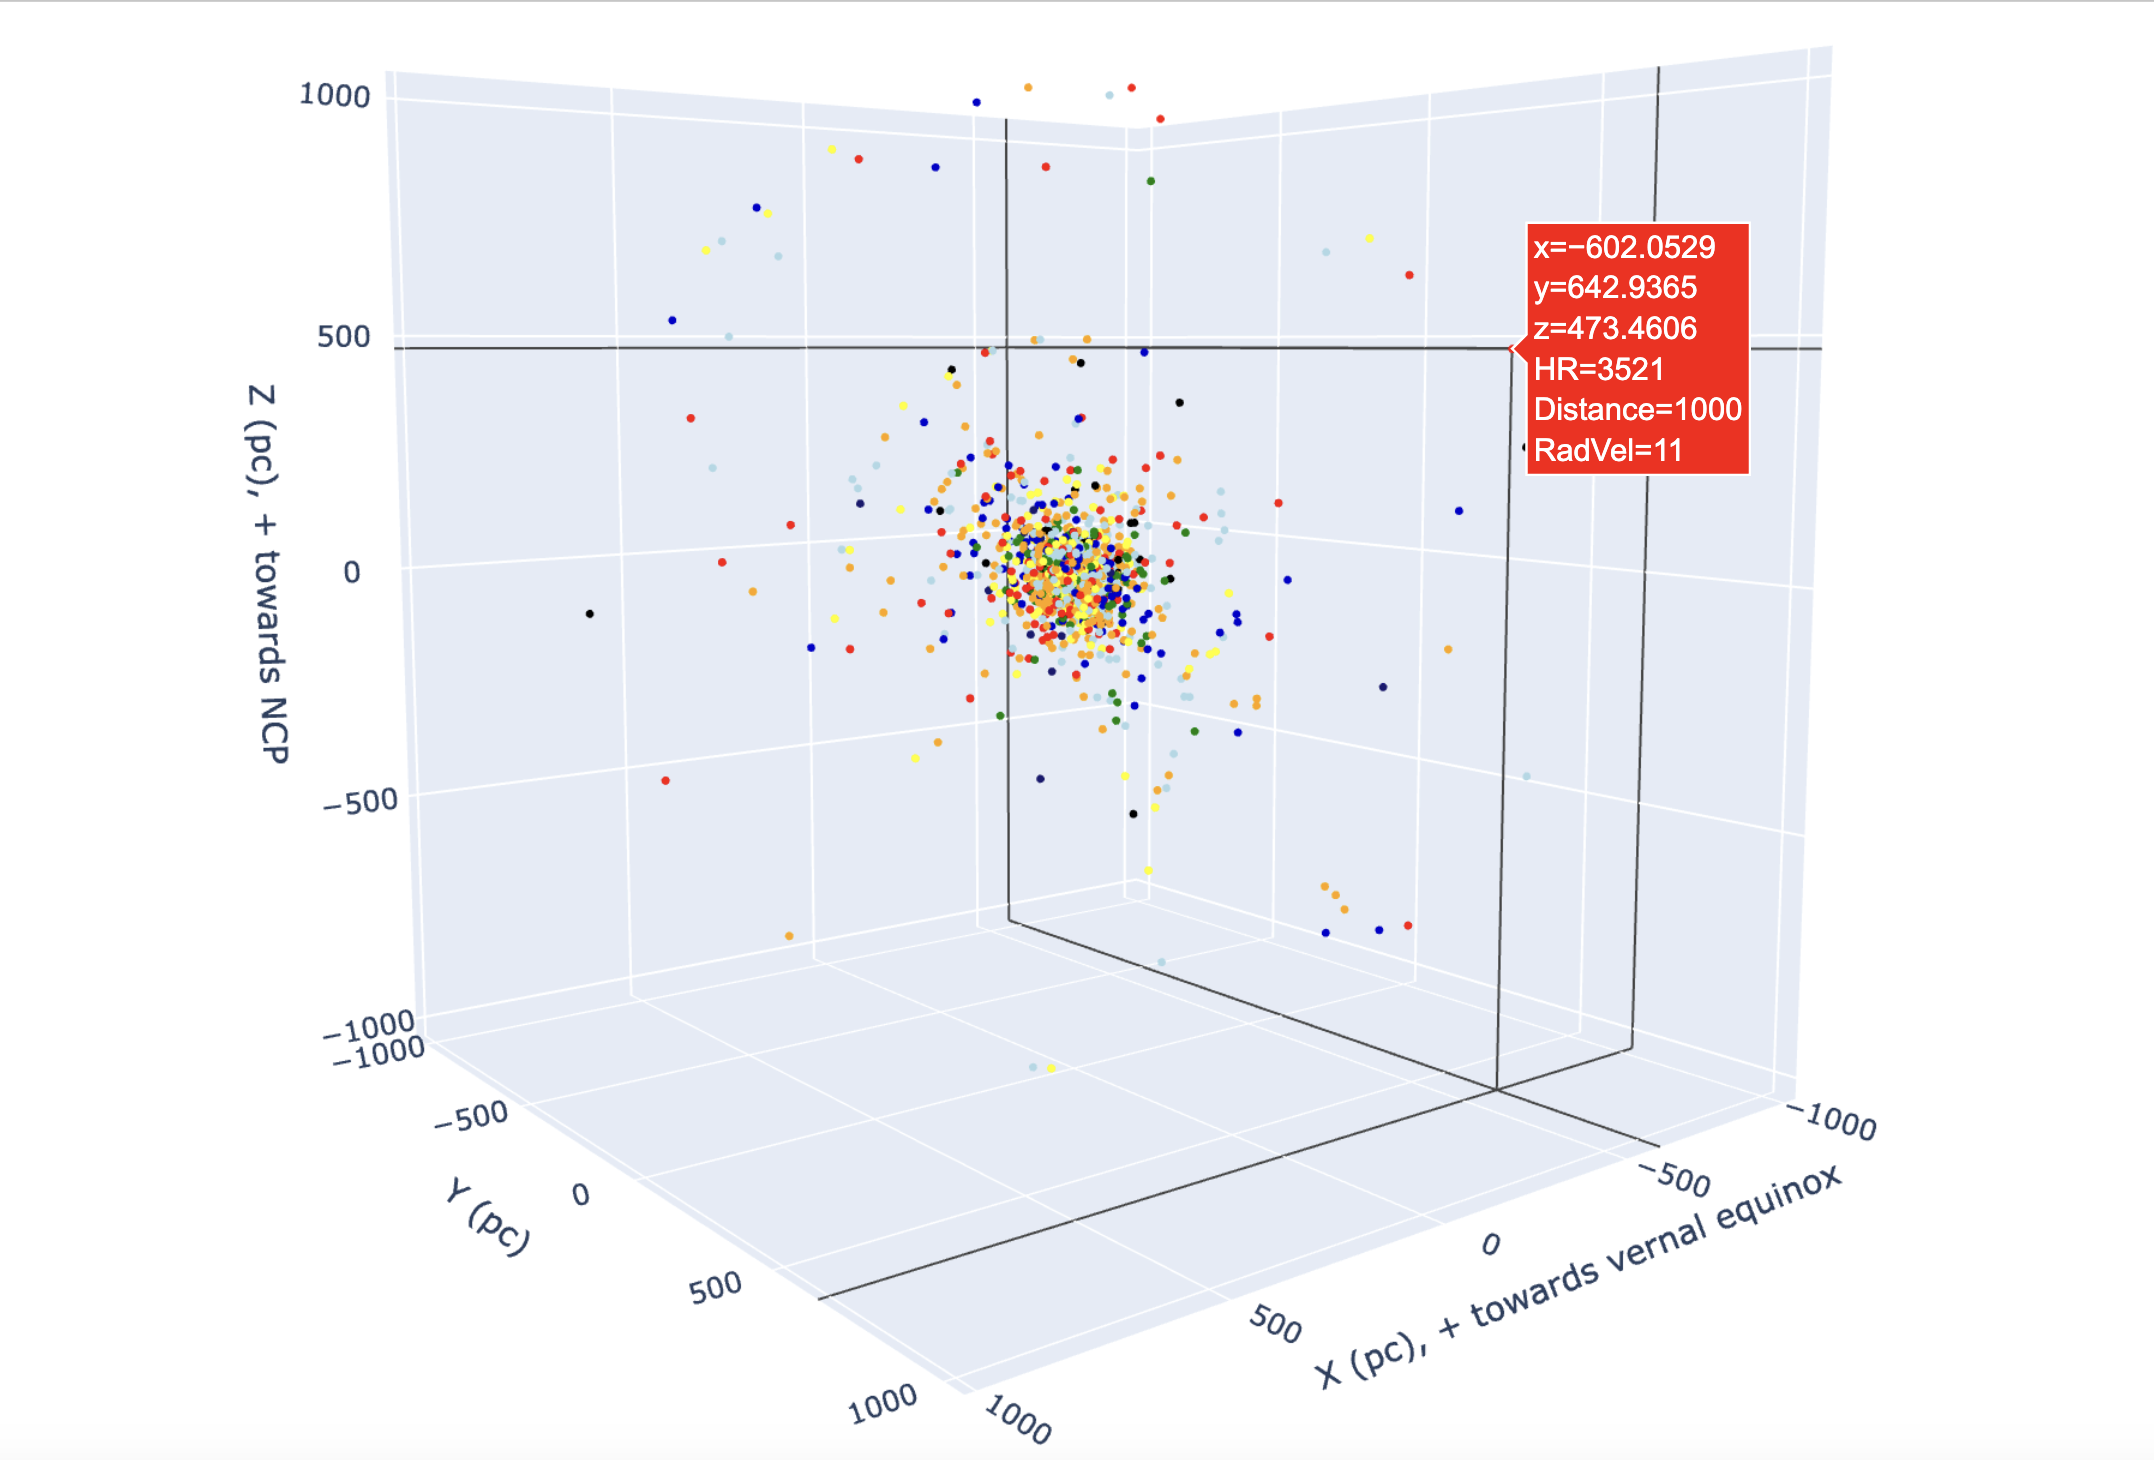 1000
500
0
−500
−1000
Z (pc), + towards NCP
x=−602.0529
y=642.9365
z=473.4606
HR=3521
Distance=1000
RadVel=11
−1000
−500
0
500
1000
Y (pc)
1000
500
0
−500
−1000
X (pc), + towards vernal equinox